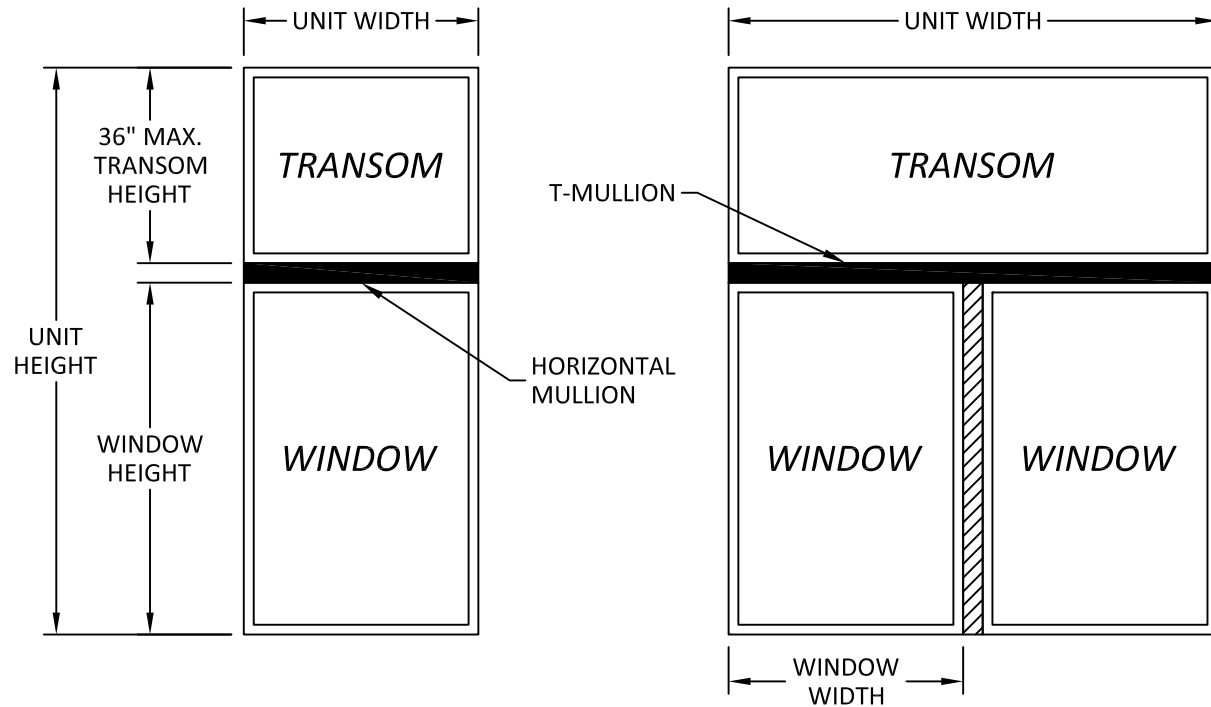 UNIT WIDTH
UNIT WIDTH
36" MAX.
TRANSOM
HEIGHT
TRANSOM
TRANSOM
T-MULLION
UNIT
HEIGHT
HORIZONTAL
MULLION
WINDOW
HEIGHT
WINDOW
WINDOW
WINDOW
WINDOW
WIDTH